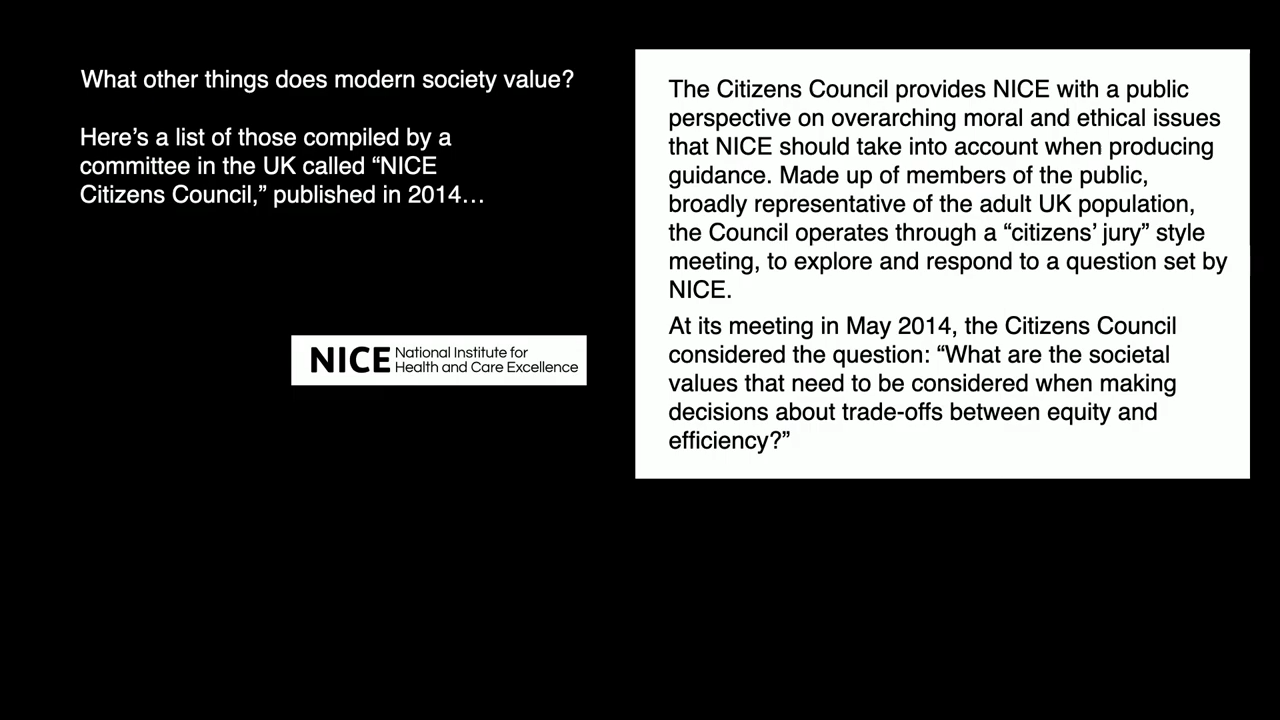 What other things does modern society value?
Here’s a list of those compiled by a
committee in the UK called “NICE
Citizens Council,” published in 2014…
NICE National Institute for
Health and Care Excellence
The Citizens Council provides NICE with a public
perspective on overarching moral and ethical issues
that NICE should take into account when producing
guidance. Made up of members of the public,
broadly representative of the adult UK population,
the Council operates through a “citizens’ jury” style
meeting, to explore and respond to a question set by
NICE.
At its meeting in May 2014, the Citizens Council
considered the question: “What are the societal
values that need to be considered when making
decisions about trade-offs between equity and
efficiency?”